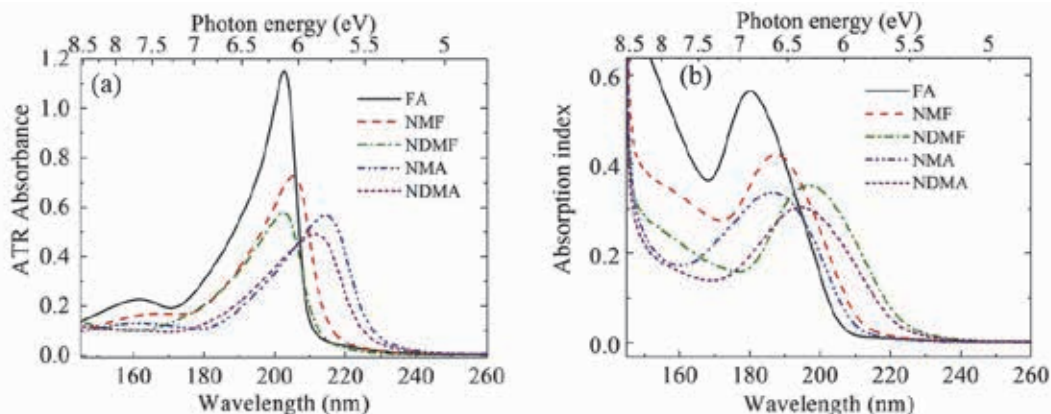 Photon energy (eV)
8.5 8 7.5 7 6.5 6 5.5 5
(a)
FA
NMF
NDMF
NMA
NDMA
ATR Absorbance
1.2
1.0
0.8
0.6
0.4
0.2
0.0
160 180 200 220 240 260
Wavelength (nm)
Photon energy (eV)
8.5 8 7.5 7 6.5 6 5.5 5
(b)
FA
NMF
NDMF
NMA
NDMA
Absorption index
0.6
0.4
0.2
0.0
160 180 200 220 240 260
Wavelength (nm)